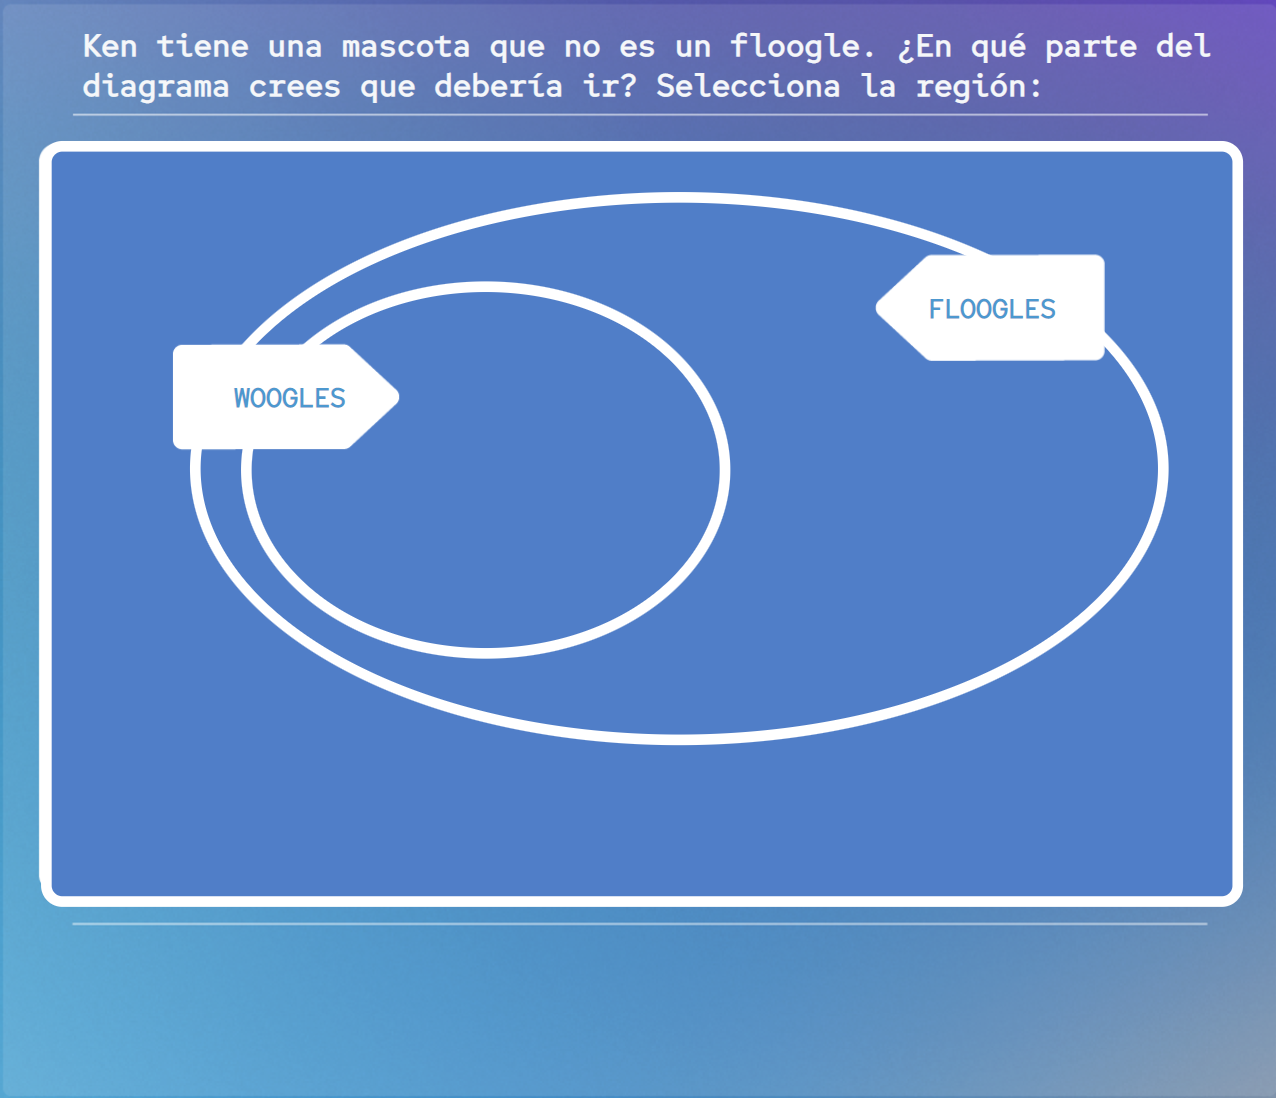 Ken tiene una mascota que no es un floogle. ¿En qué parte del
diagrama crees que debería ir? Selecciona la región:
FLOOGLES
WOOGLES